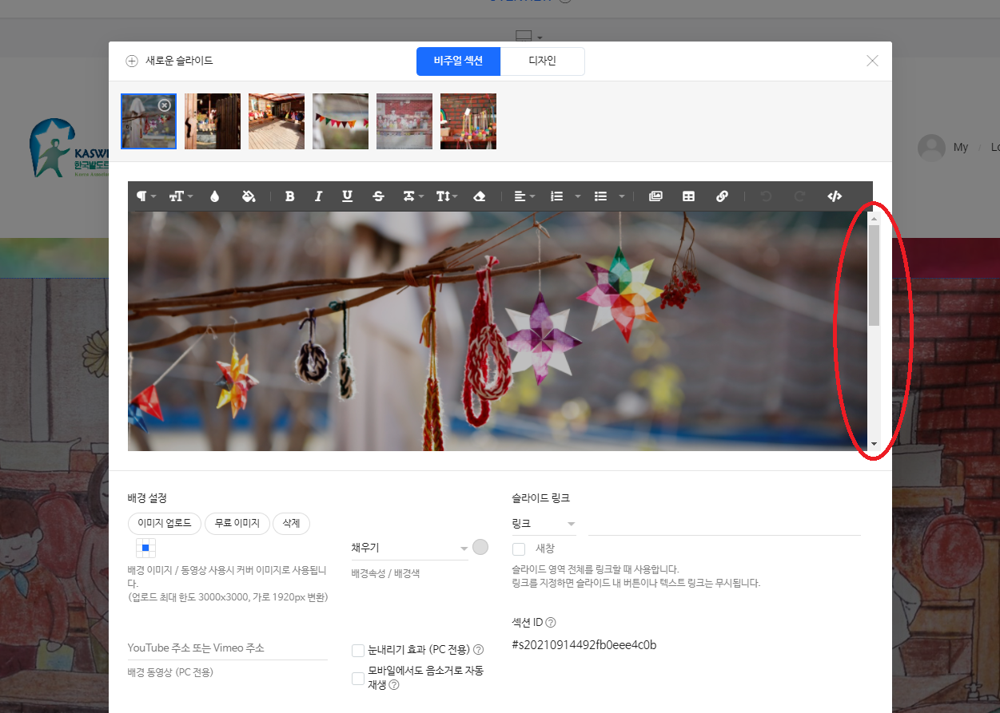 새로운 슬라이드
비주얼 섹션
디자인
KASWE
한국발도르
My / Lo
배경 설정
이미지 업로드
무료 이미지
삭제
채우기
배경 이미지 / 동영상 사용시 커버 이미지로 사용됩니
다.
(업로드 최대 한도 3000x3000, 가로 1920px 변환)
배경속성 / 배경색
슬라이드 링크
링크
새창
슬라이드 영역 전체를 링크할 때 사용합니다.
링크를 지정하면 슬라이드 내 버튼이나 텍스트 링크는 무시됩니다.
섹션 ID ?
#s20210914492fb0eee4c0b
YouTube 주소 또는 Vimeo 주소
배경 동영상 (PC 전용)
눈내리기 효과 (PC 전용) ?
모바일에서도 음소거로 자동
재생 ?